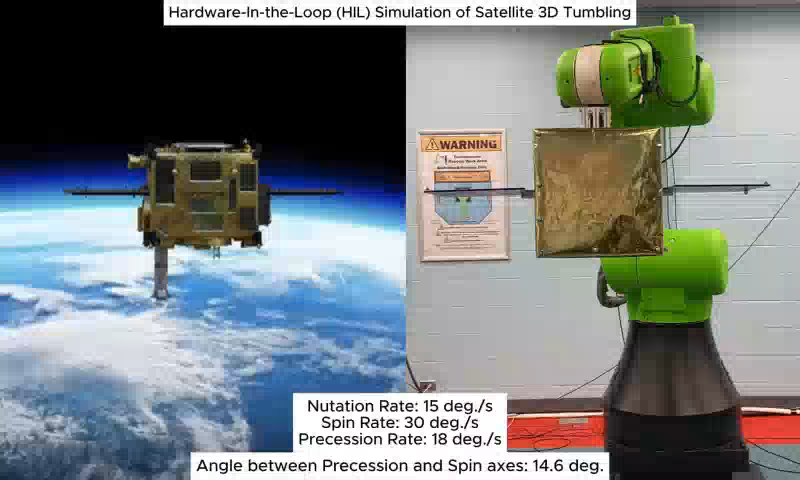 Hardware-In-the-Loop (HIL) Simulation of Satellite 3D Tumbling
WARNING
Nutation Rate: 15 deg./s
Spin Rate: 30 deg./s
Precession Rate: 18 deg./s
Angle between Precession and Spin axes: 14.6 deg.